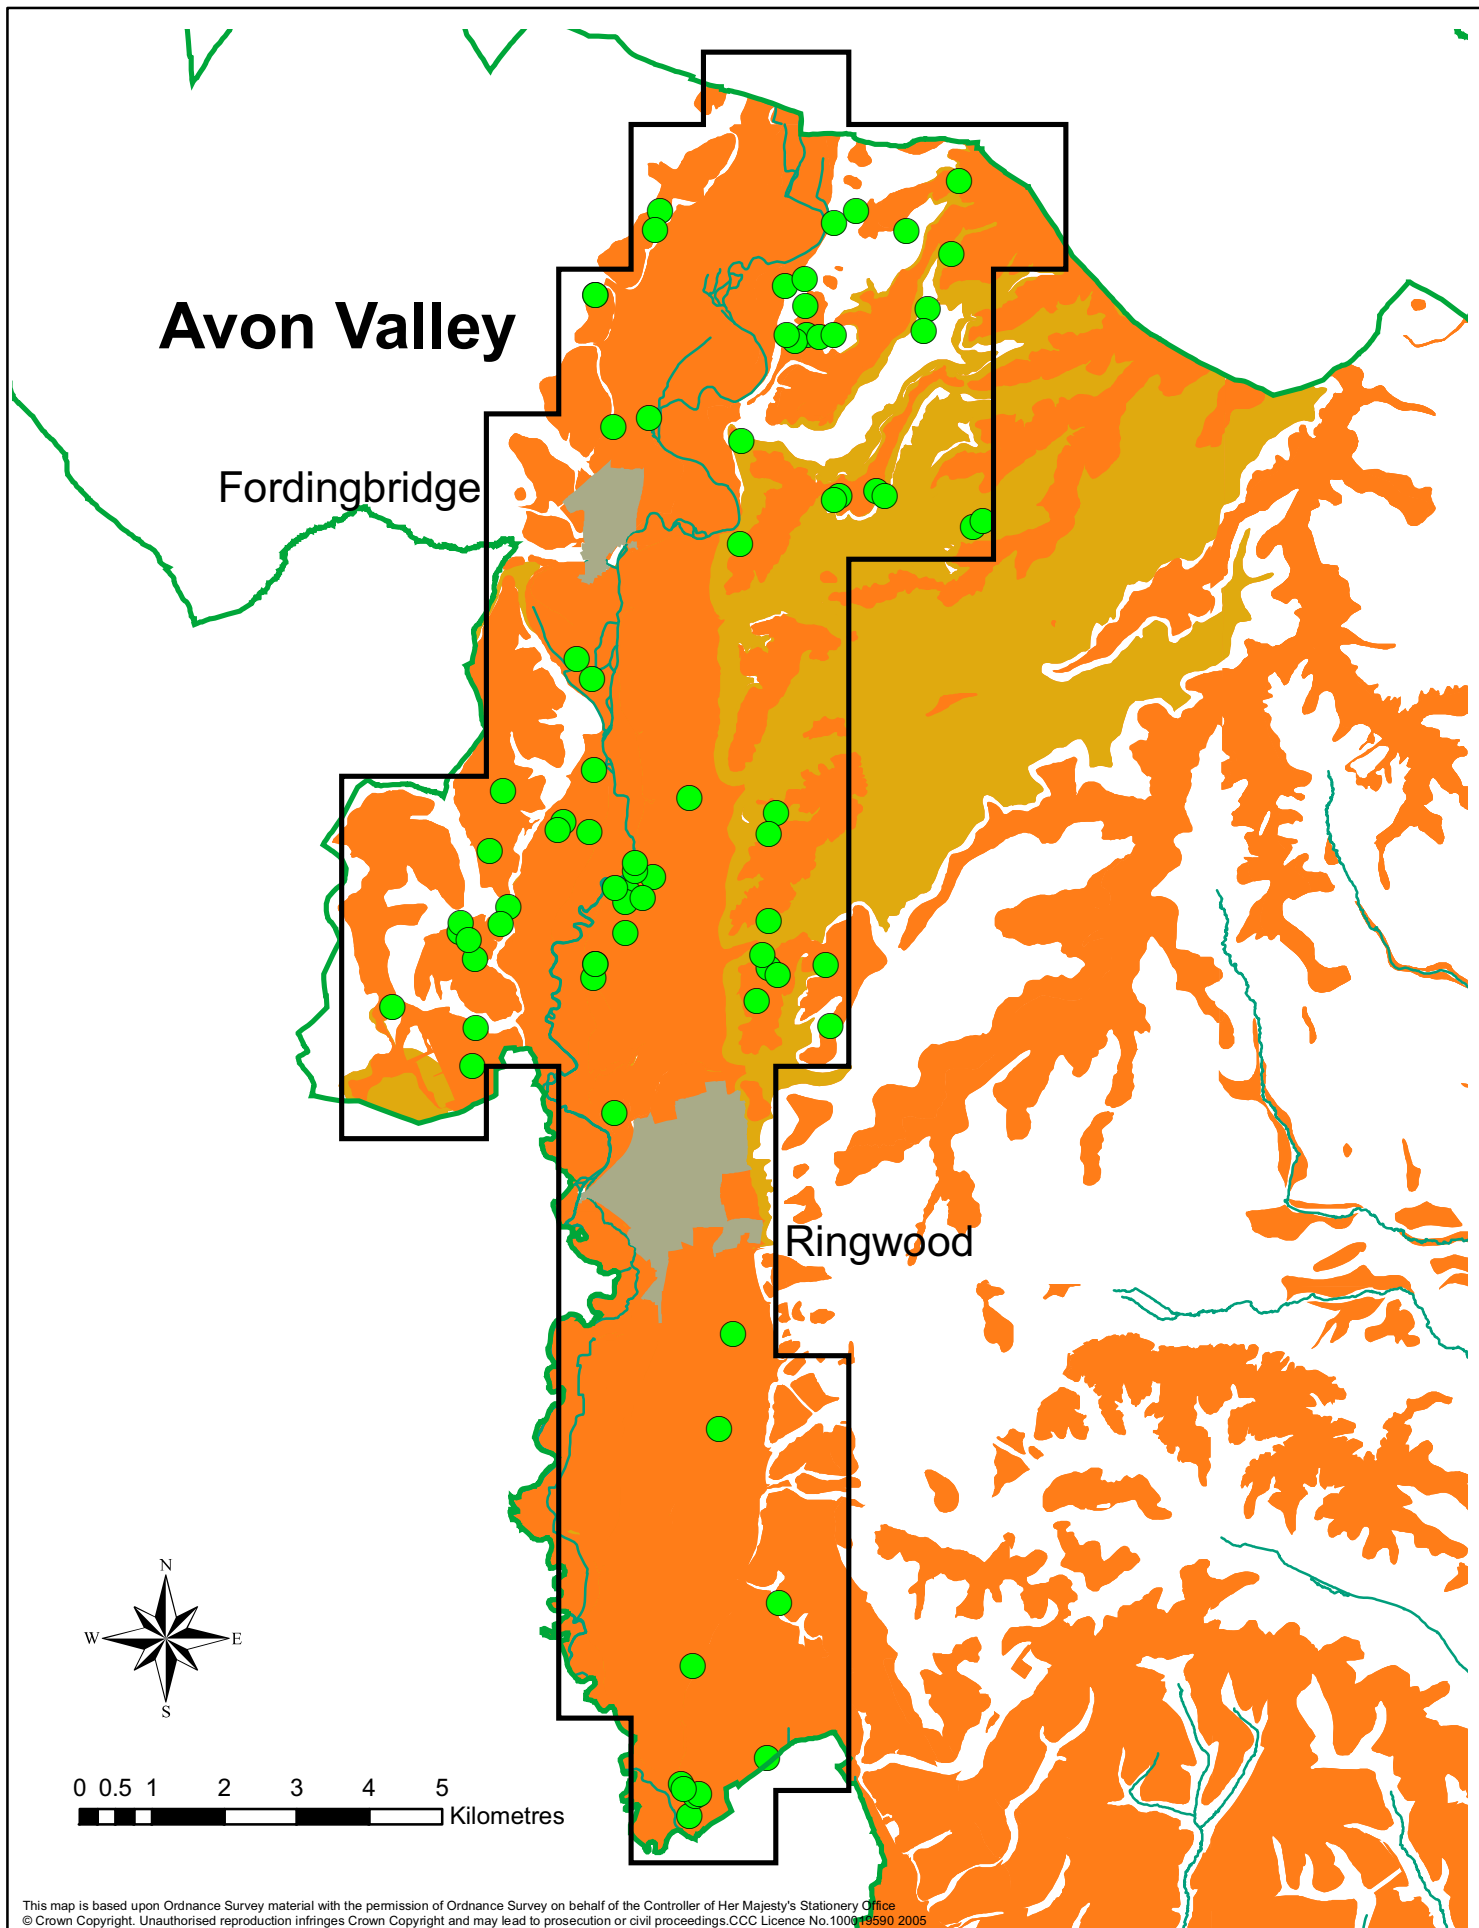 Avon Valley
Fordingbridge
Ringwood
N
W E
S
0 0.5 1 2 3 4 5
Kilometres
This map is based upon Ordnance Survey material with the permission of Ordnance Survey on behalf of the Controller of Her Majesty's Stationery Office
© Crown Copyright. Unauthorised reproduction infringes Crown Copyright and may lead to prosecution or civil proceedings.CCC Licence No.100019590 2005